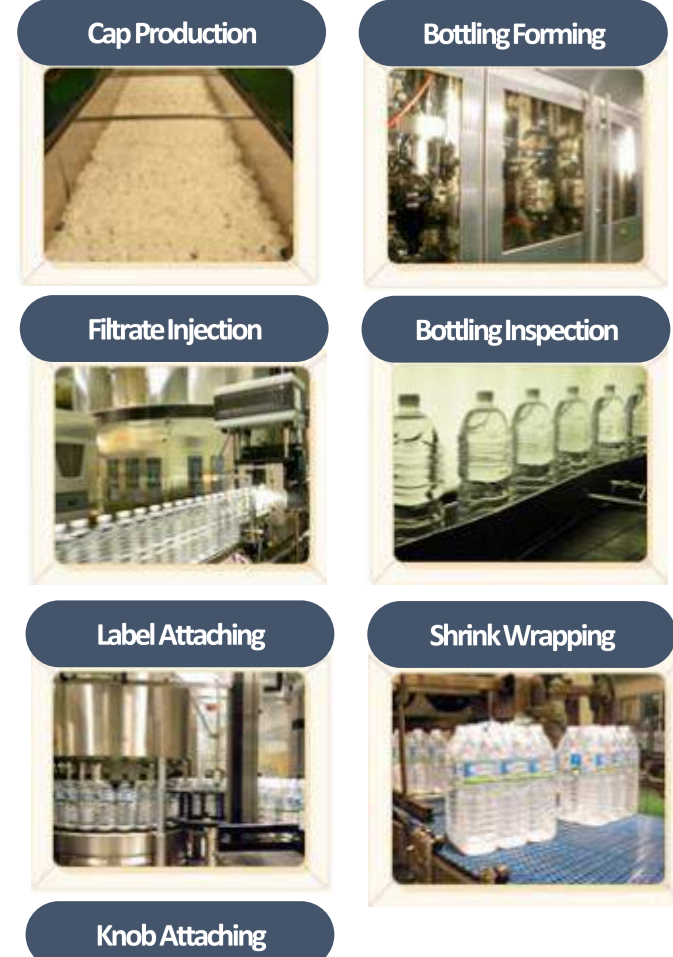 Cap Production
Bottling Forming
Filtrate Injection
Bottling Inspection
Label Attaching
Shrink Wrapping
Knob Attaching